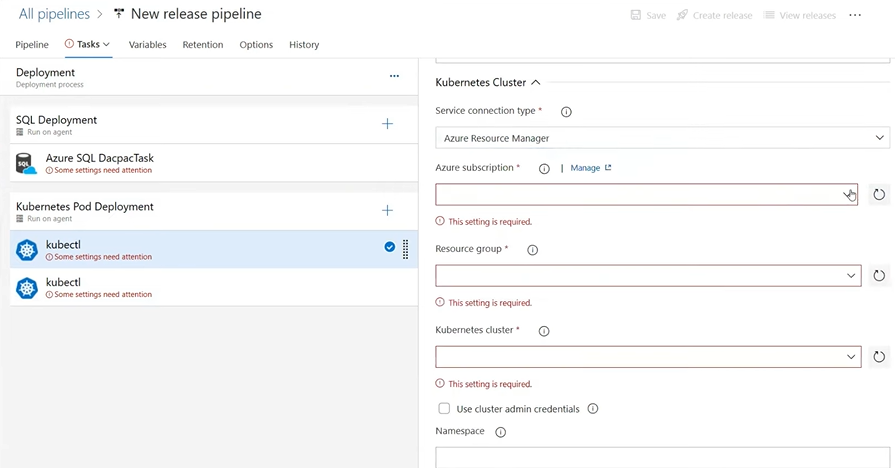 All pipelines > New release pipeline
Save Create release View releases ...
Pipeline Tasks Variables Retention Options History
Deployment
Deployment process
SQL Deployment
Run on agent
Azure SQL DacpacTask
Some settings need attention
Kubernetes Pod Deployment
Run on agent
kubectl
Some settings need attention
kubectl
Some settings need attention
Kubernetes Cluster
Service connection type *
Azure Resource Manager
Azure subscription * | Manage
This setting is required.
Resource group *
This setting is required.
Kubernetes cluster *
This setting is required.
Use cluster admin credentials
Namespace
SQL